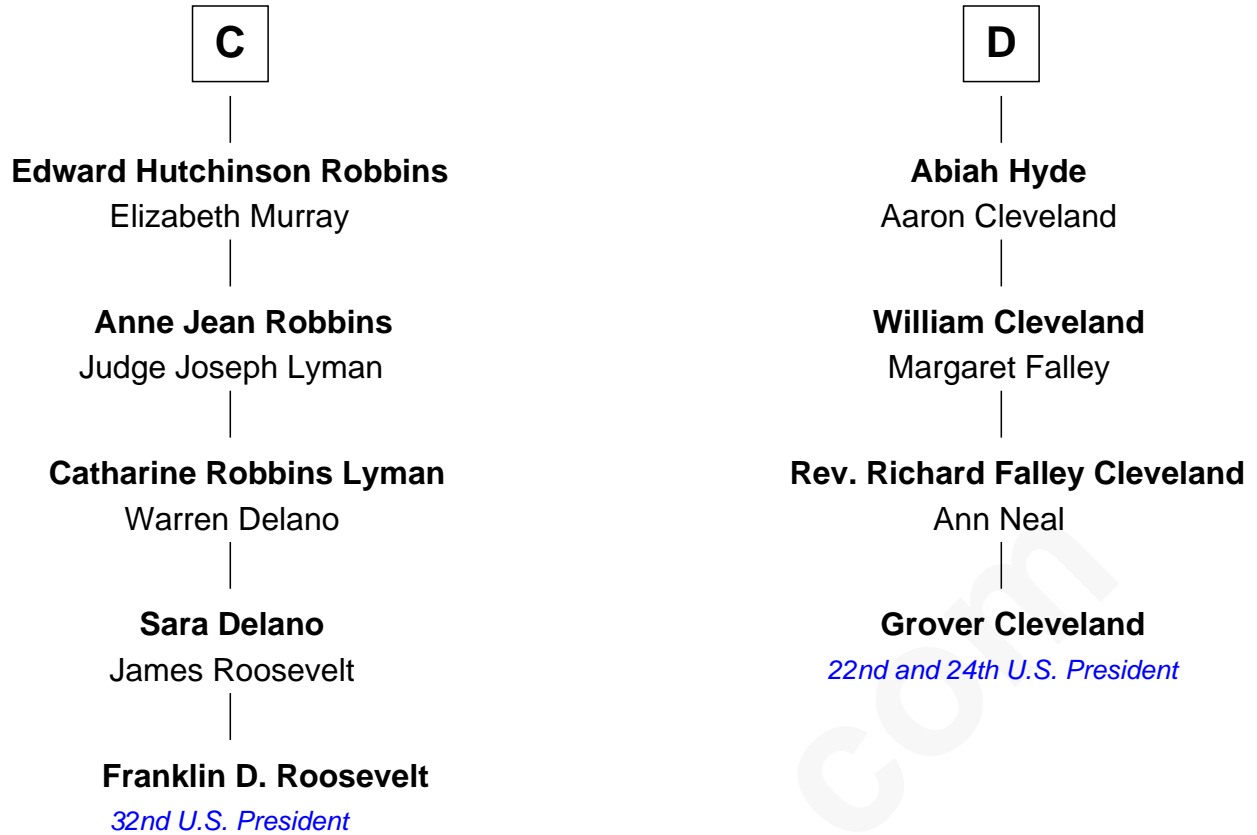 C
Edward Hutchinson Robbins
Elizabeth Murray
Anne Jean Robbins
Judge Joseph Lyman
Catharine Robbins Lyman
Warren Delano
Sara Delano
James Roosevelt
Franklin D. Roosevelt
32nd U.S. President
D
Abiah Hyde
Aaron Cleveland
William Cleveland
Margaret Falley
Rev. Richard Falley Cleveland
Ann Neal
Grover Cleveland
22nd and 24th U.S. President
com